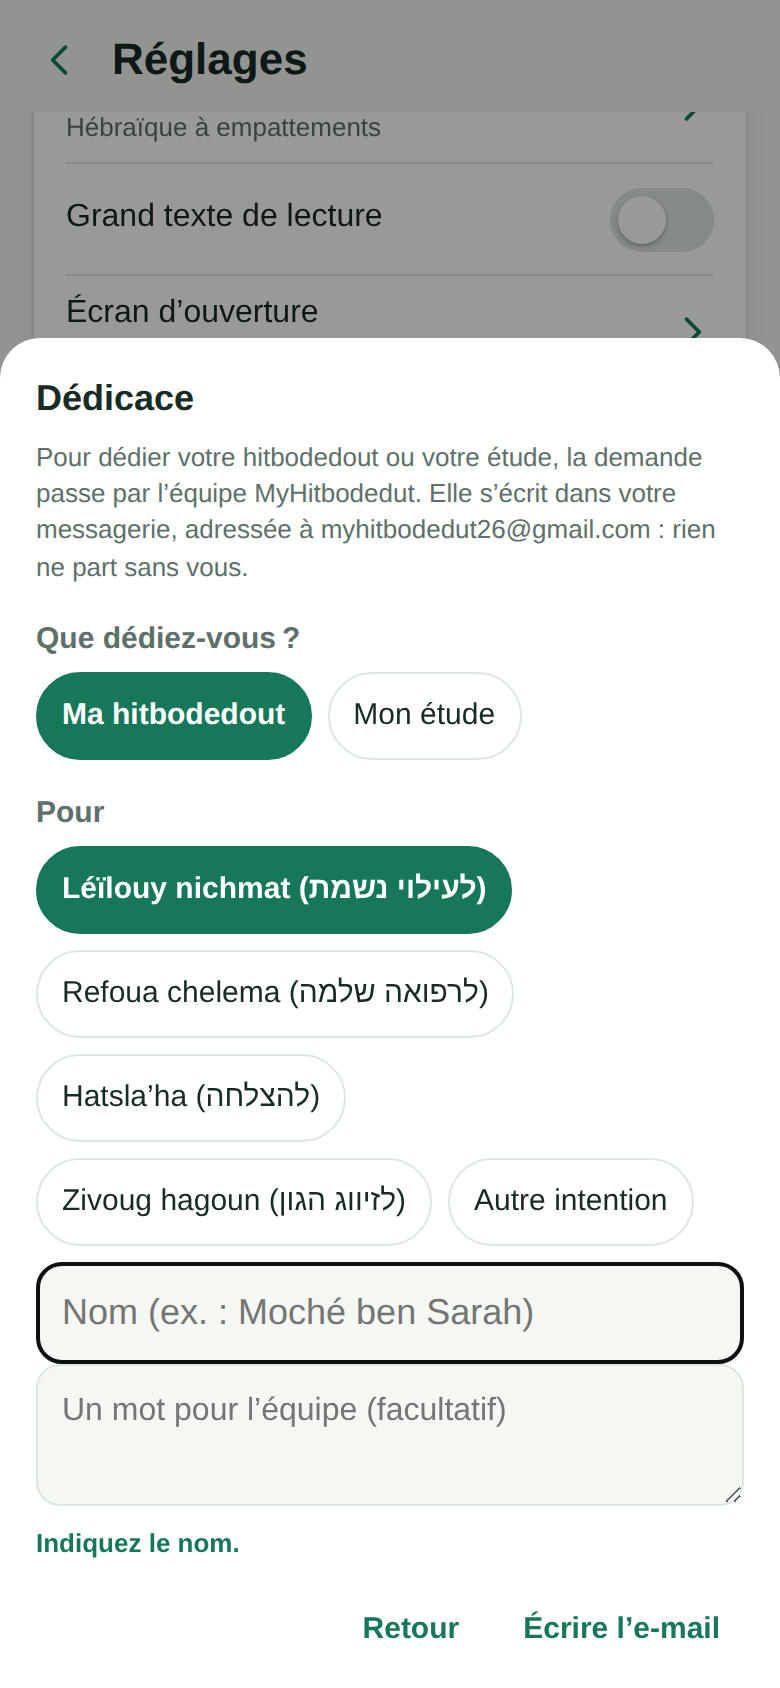 Réglages
Hébraïque à empattements
Grand texte de lecture
Écran d’ouverture
Dédicace
Pour dédier votre hitbodedout ou votre étude, la demande
passe par l’équipe MyHitbodedut. Elle s’écrit dans votre
messagerie, adressée à myhitbodedut26@gmail.com : rien
ne part sans vous.
Que dédiez-vous ?
Ma hitbodedout
Mon étude
Pour
Léïlouy nichmat (לעילוי נשמת)
Refoua chelema (לרפואה שלמה)
Hatsla’ha (להצלחה)
Zivoug hagoun (לזיווג הגון)
Autre intention
Nom (ex. : Moché ben Sarah)
Un mot pour l’équipe (facultatif)
Indiquez le nom.
Retour
Écrire l’e-mail